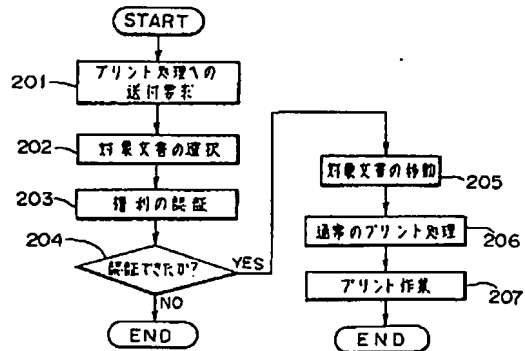 START
201
プリント処理への
送付要求
202
対象文書の選択
203
権利の認証
204
認証できたか?
YES
NO
END
対象文書の移動
205
通常のプリント処理
206
プリント作業
207
END